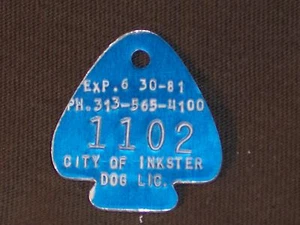 EXP. 6 30-81
PH. 313-565-4100
1102
CITY OF INKSTER
DOG LIC.